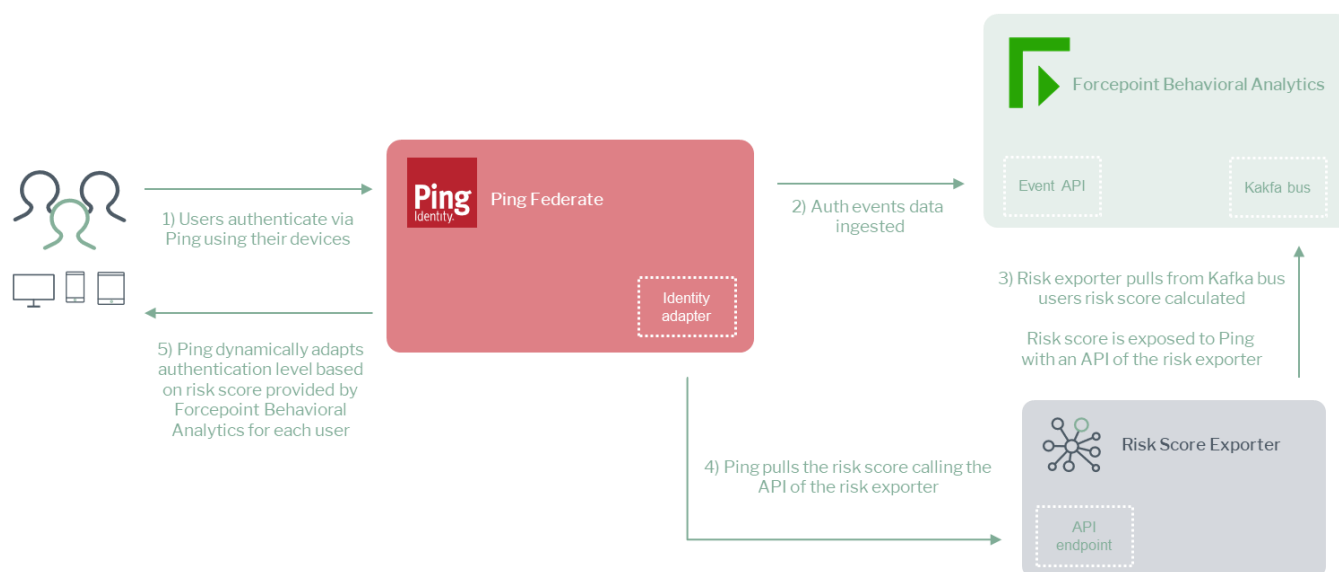 Forcepoint Behavioral Analytics
Event API
Kakfa bus
Ping
Identity.
Ping Federate
Identity
adapter
1) Users authenticate via
Ping using their devices
2) Auth events data
ingested
3) Risk exporter pulls from Kafka bus
users risk score calculated
Risk score is exposed to Ping
with an API of the risk exporter
5) Ping dynamically adapts
authentication level based
on risk score provided by
Forcepoint Behavioral
Analytics for each user
4) Ping pulls the risk score calling the
API of the risk exporter
Risk Score Exporter
API
endpoint